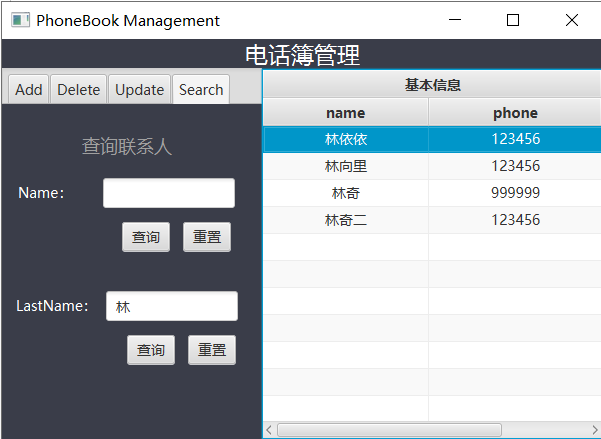 PhoneBook Management
电话簿管理
Add Delete Update Search
查询联系人
Name:
查询 重置
LastName: 林
查询 重置
基本信息
name phone
林依依 123456
林向里 123456
林奇 999999
林奇二 123456